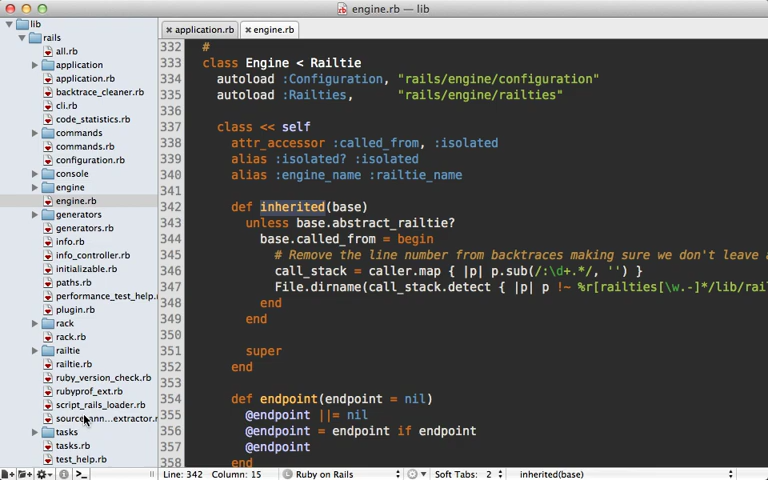 engine.rb — lib
lib
rails
all.rb
application
application.rb
backtrace_cleaner.rb
cli.rb
code_statistics.rb
commands
commands.rb
configuration.rb
console
engine
engine.rb
generators
generators.rb
info.rb
info_controller.rb
initializable.rb
paths.rb
performance_test_help.
plugin.rb
rack
rack.rb
railtie
railtie.rb
ruby_version_check.rb
rubyprof_ext.rb
script_rails_loader.rb
source_ann...extractor.r
tasks
tasks.rb
test_help.rb
application.rb engine.rb
332 #
333 class Engine < Railtie
334 autoload :Configuration, "rails/engine/configuration"
335 autoload :Railties,      "rails/engine/railties"
336
337 class << self
338 attr_accessor :called_from, :isolated
339 alias :isolated? :isolated
340 alias :engine_name :railtie_name
341
342 def inherited(base)
343 unless base.abstract_railtie?
344 base.called_from = begin
345 # Remove the line number from backtraces making sure we don't leave a
346 call_stack = caller.map { |p| p.sub(/:\d+.*/, '') }
347 File.dirname(call_stack.detect { |p| p !~ %r[railties[\w.-]*/lib/rai
348 end
349 end
350
351 super
352 end
353
354 def endpoint(endpoint = nil)
355 @endpoint ||= nil
356 @endpoint = endpoint if endpoint
357 @endpoint
358 end
Line: 342 Column: 15 Ruby on Rails Soft Tabs: 2 inherited(base)